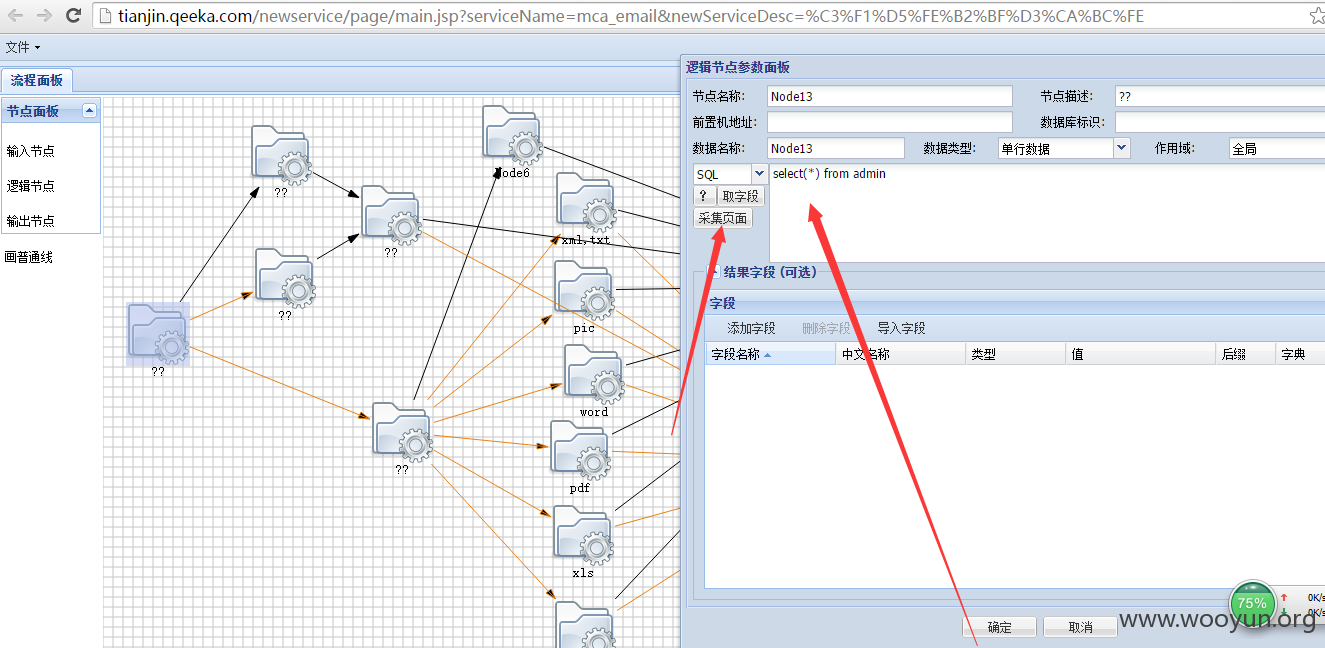 tianjin.qeeka.com/newservice/page/main.jsp?serviceName=mca_email&newServiceDesc=%C3%F1%D5%FE%B2%BF%D3%CA%BC%FE
文件
流程面板
节点面板
输入节点
逻辑节点
输出节点
画普通线
??
??
??
??
??
Node6
xml,txt
pic
word
pdf
xls
逻辑节点参数面板
节点名称: Node13 节点描述: ??
前置机地址: 数据库标识:
数据名称: Node13 数据类型: 单行数据 作用域: 全局
SQL select(*) from admin
? 取字段
采集页面
结果字段 (可选)
字段
添加字段 删除字段 导入字段
字段名称 中文名称 类型 值 后缀 字典
确定 取消
75%
0K/s
0K/s
www.wooyun.org